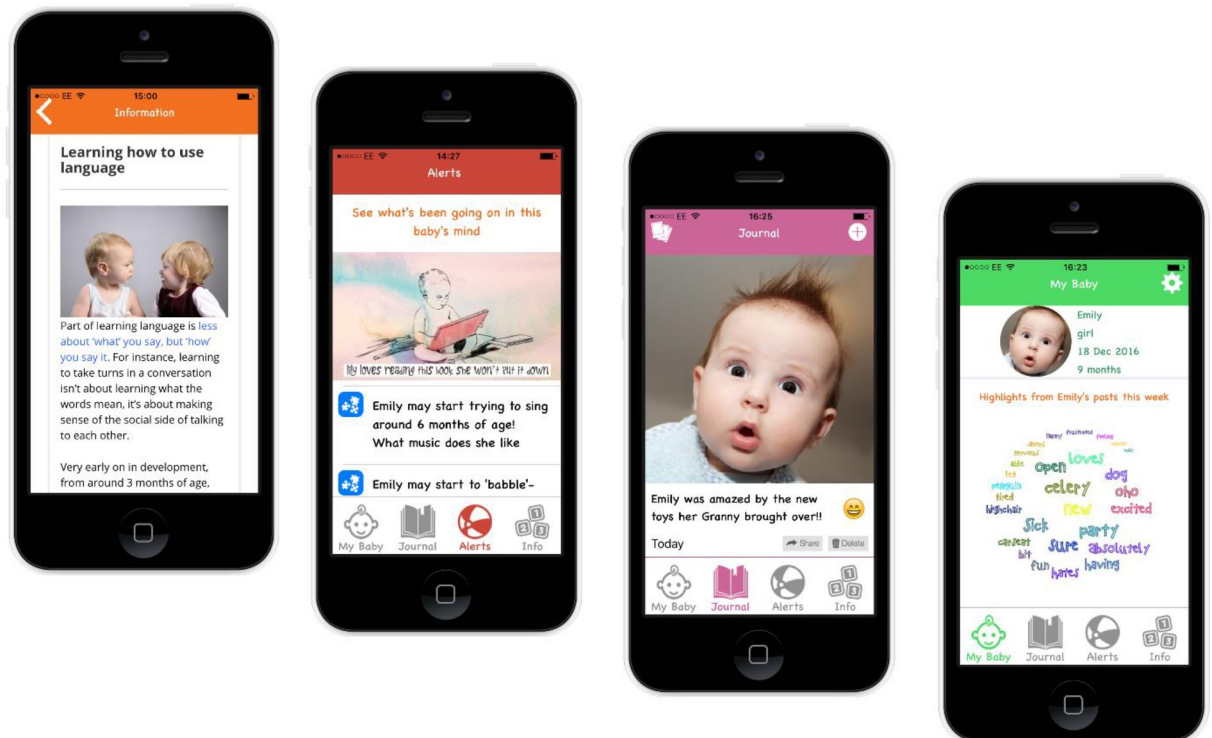 EE 15:00
Information
Learning how to use
language
Part of learning language is less
about 'what' you say, but 'how'
you say it. For instance, learning
to take turns in a conversation
isn't about learning what the
words mean, it's about making
sense of the social side of talking
to each other.
Very early on in development,
from around 3 months of age,
EE 14:27
Alerts
See what's been going on in this
baby's mind
My loves reading this book she won't put it down
Emily may start trying to sing
around 6 months of age!
What music does she like
Emily may start to 'babble'-
My Baby Journal Alerts Info
EE 16:25
Journal
Emily was amazed by the new
toys her Granny brought over!!
Today Share Delete
My Baby Journal Alerts Info
EE 16:23
My Baby
Emily
girl
18 Dec 2016
9 months
Highlights from Emily's posts this week
funny frustrated feeling
nervous
able open loves dog
penguin celery oho
tired
highchair new excited
sick party
carseat sure absolutely
bit
fun hates having
My Baby Journal Alerts Info